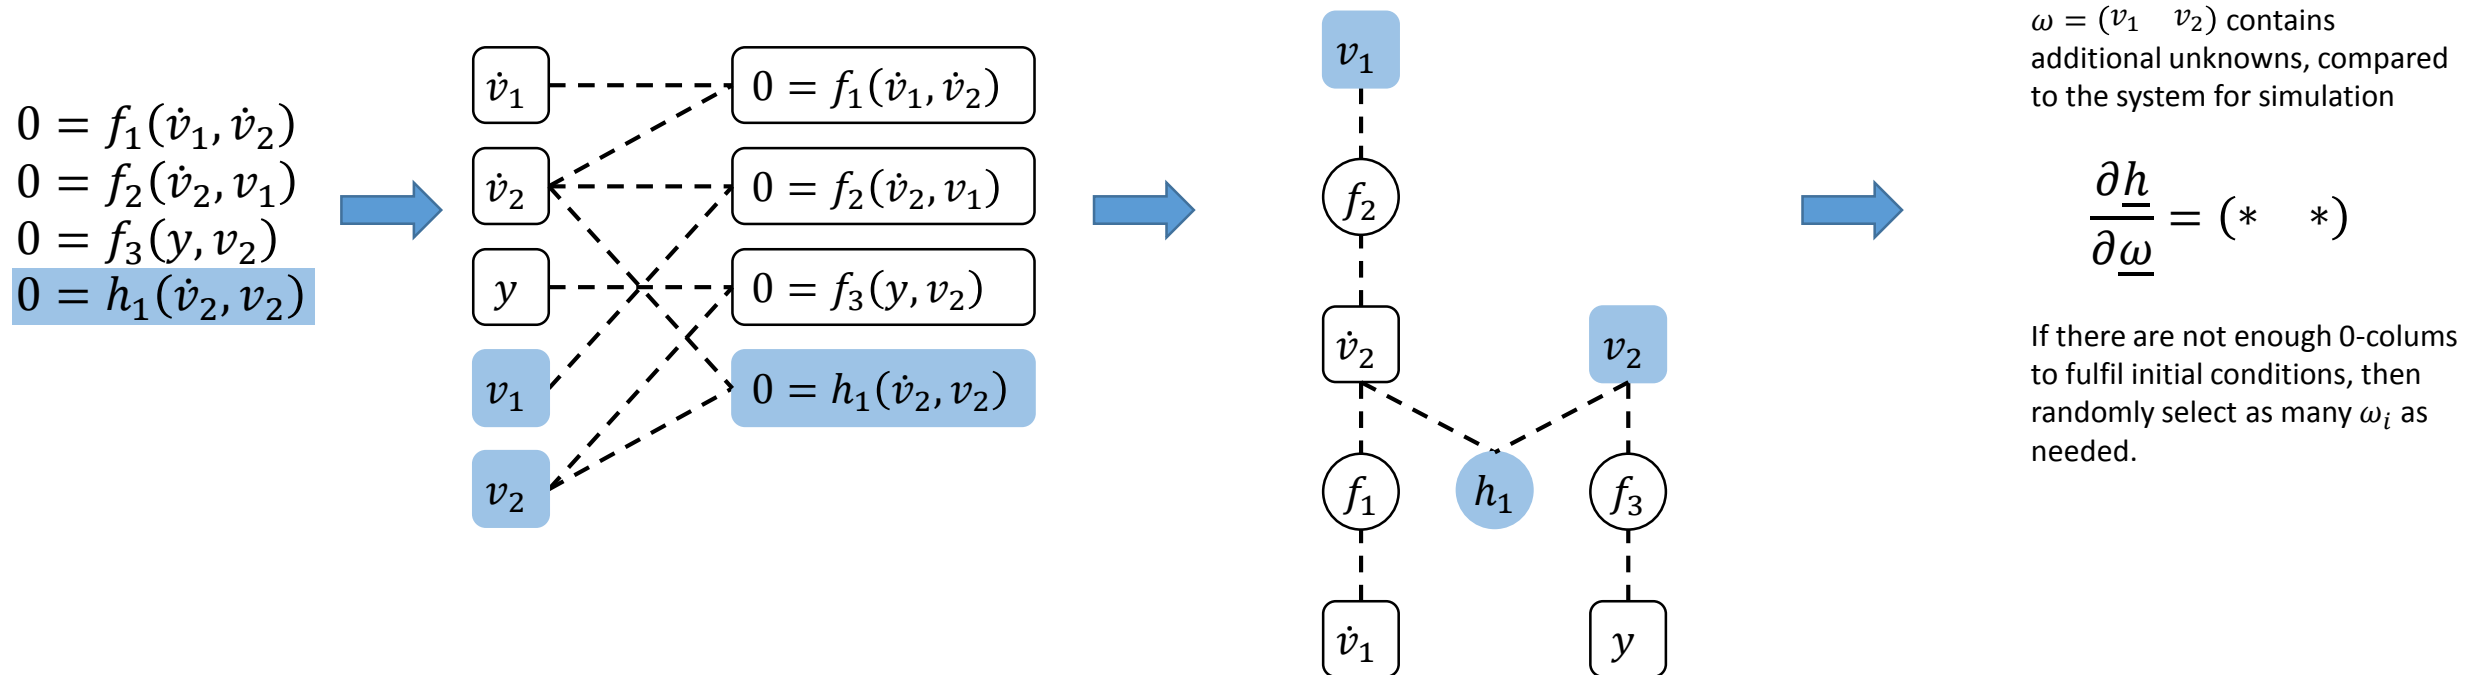 0 = f₁(v̇₁, v̇₂)
0 = f₂(v̇₂, v₁)
0 = f₃(y, v₂)
0 = h₁(v̇₂, v₂)
v̇₁
0 = f₁(v̇₁, v̇₂)
v̇₂
0 = f₂(v̇₂, v₁)
y
0 = f₃(y, v₂)
v₁
0 = h₁(v̇₂, v₂)
v₂
v₁
f₂
v̇₂
v₂
f₁
h₁
f₃
v̇₁
y
ω = (v₁ v₂) contains
additional unknowns, compared
to the system for simulation
∂h/∂ω = (* *)
If there are not enough 0-colums
to fulfil initial conditions, then
randomly select as many ωᵢ as
needed.